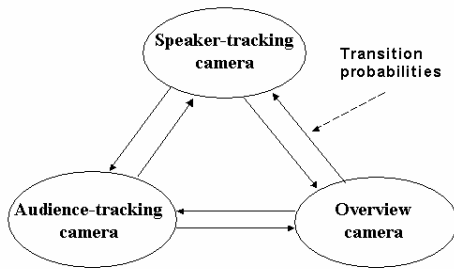 Speaker-tracking
camera
Transition
probabilities
Audience-tracking
camera
Overview
camera